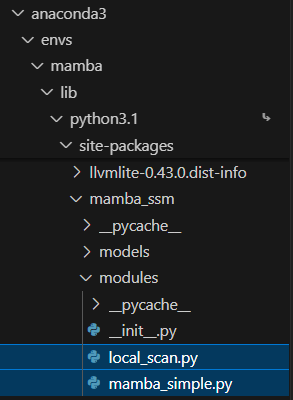 anaconda3
envs
mamba
lib
python3.1
site-packages
llvmlite-0.43.0.dist-info
mamba_ssm
__pycache__
models
modules
__pycache__
__init__.py
local_scan.py
mamba_simple.py